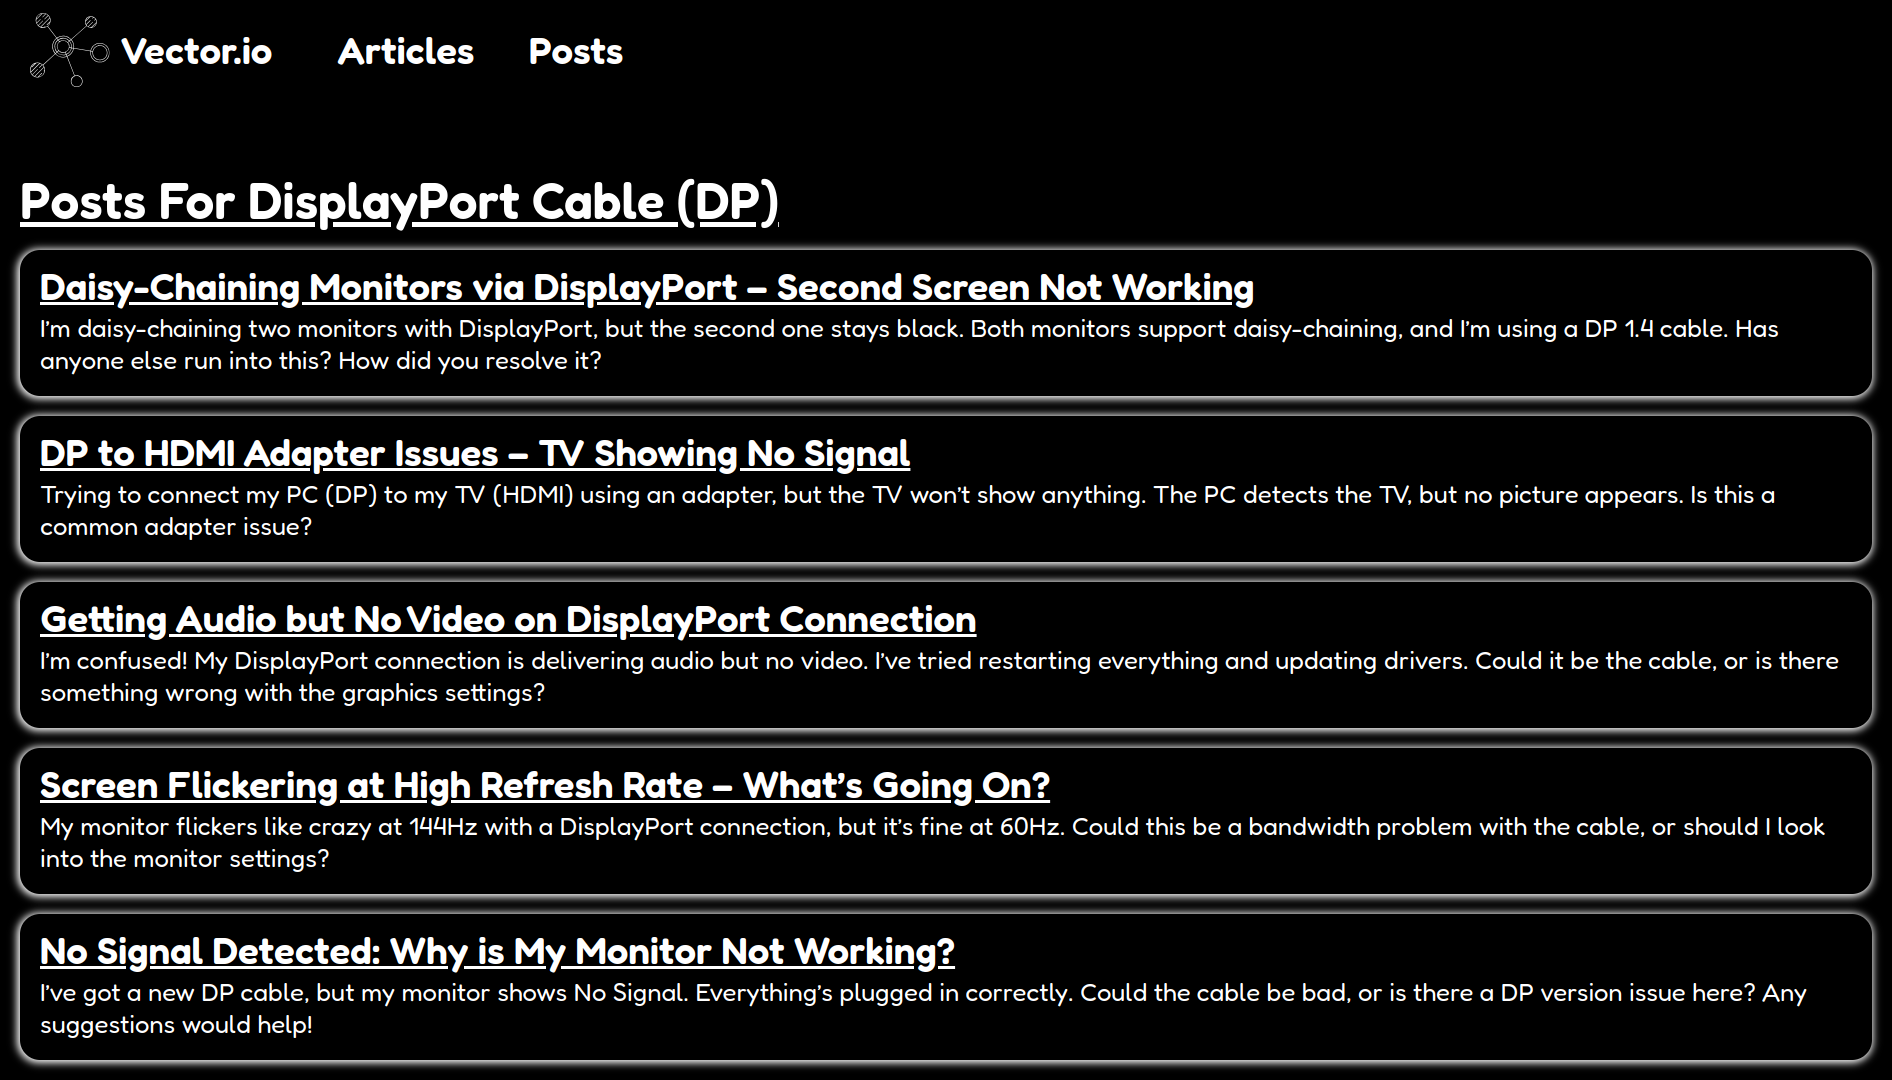 Vector.io Articles Posts
Posts For DisplayPort Cable (DP)
Daisy-Chaining Monitors via DisplayPort – Second Screen Not Working
I'm daisy-chaining two monitors with DisplayPort, but the second one stays black. Both monitors support daisy-chaining, and I'm using a DP 1.4 cable. Has
anyone else run into this? How did you resolve it?
DP to HDMI Adapter Issues – TV Showing No Signal
Trying to connect my PC (DP) to my TV (HDMI) using an adapter, but the TV won't show anything. The PC detects the TV, but no picture appears. Is this a
common adapter issue?
Getting Audio but No Video on DisplayPort Connection
I'm confused! My DisplayPort connection is delivering audio but no video. I've tried restarting everything and updating drivers. Could it be the cable, or is there
something wrong with the graphics settings?
Screen Flickering at High Refresh Rate – What's Going On?
My monitor flickers like crazy at 144Hz with a DisplayPort connection, but it's fine at 60Hz. Could this be a bandwidth problem with the cable, or should I look
into the monitor settings?
No Signal Detected: Why is My Monitor Not Working?
I've got a new DP cable, but my monitor shows No Signal. Everything's plugged in correctly. Could the cable be bad, or is there a DP version issue here? Any
suggestions would help!